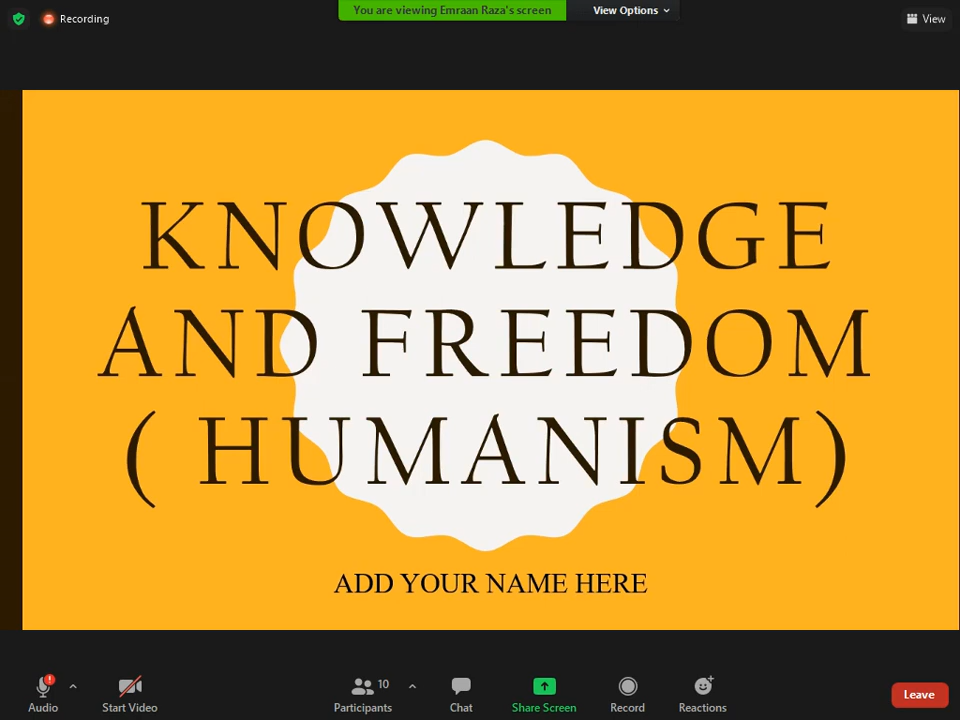 Recording
You are viewing Emraan Raza's screen
View Options
View
KNOWLEDGE
AND FREEDOM
( HUMANISM)
ADD YOUR NAME HERE
Audio
Start Video
10
Participants
Chat
Share Screen
Record
Reactions
Leave